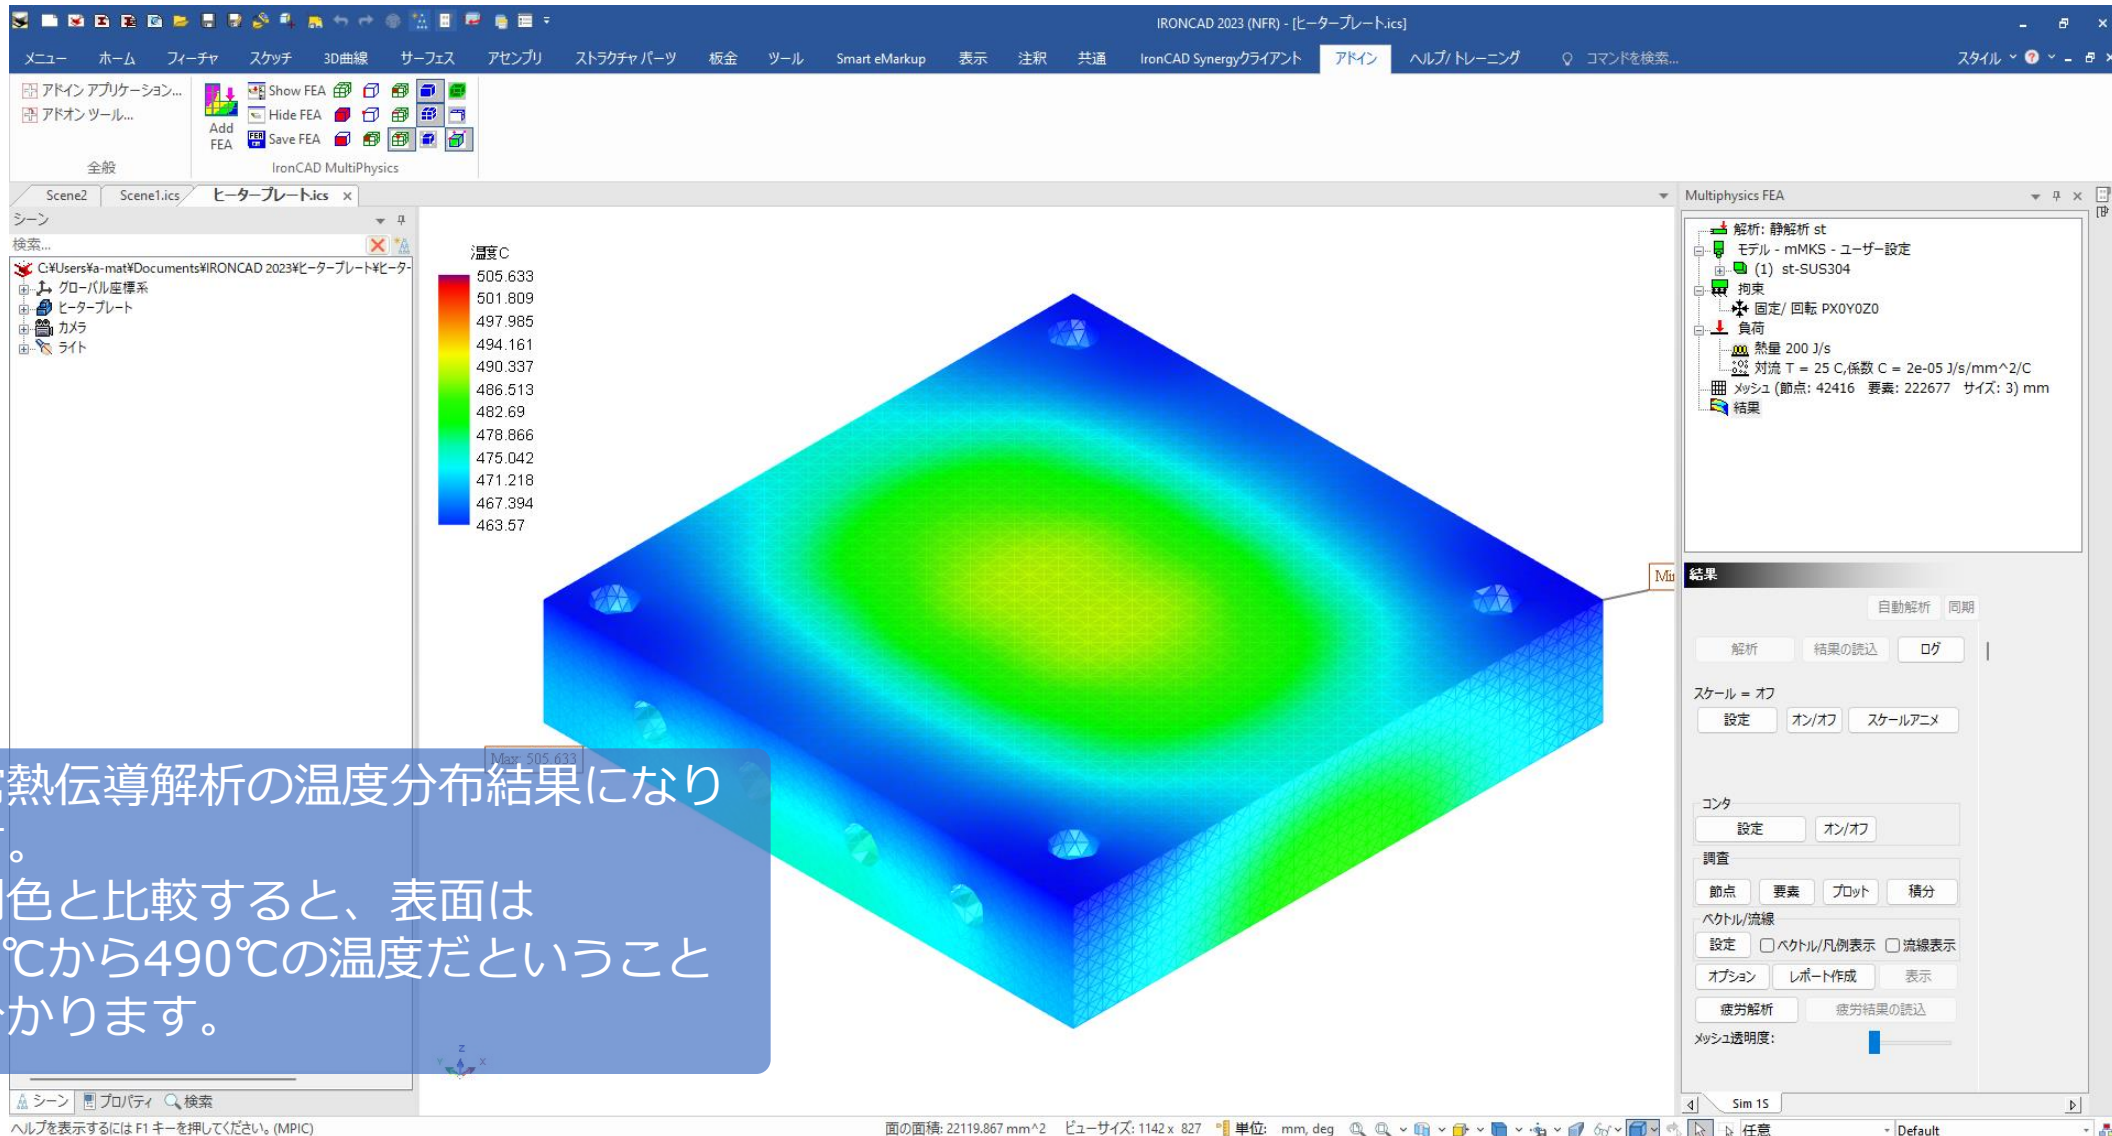 IRONCAD 2023 (NFR) - [ヒータープレート.ics]
メニュー ホーム フィーチャ スケッチ 3D曲線 サーフェス アセンブリ ストラクチャ パーツ 板金 ツール Smart eMarkup 表示 注釈 共通 IronCAD Synergyクライアント アドイン ヘルプ/トレーニング コマンドを検索... スタイル
アドイン アプリケーション...
アドオン ツール...
全般
Add FEA
Show FEA
Hide FEA
Save FEA
IronCAD MultiPhysics
Scene2 Scene1.ics ヒータープレート.ics
シーン
検索...
C:¥Users¥a-mat¥Documents¥IRONCAD 2023¥ヒータープレート¥ヒータ-
グローバル座標系
ヒータープレート
カメラ
ライト
温度C
505.633
501.809
497.985
494.161
490.337
486.513
482.69
478.866
475.042
471.218
467.394
463.57
Max: 505.633
熱伝導解析の温度分布結果になり
。
色と比較すると、表面は
℃から490℃の温度だということ
かります。
Z
Y X
Multiphysics FEA
解析: 静解析 st
モデル - mMKS - ユーザー設定
(1) st-SUS304
拘束
固定/ 回転 PX0Y0Z0
負荷
熱量 200 J/s
対流 T = 25 C,係数 C = 2e-05 J/s/mm^2/C
メッシュ (節点: 42416 要素: 222677 サイズ: 3) mm
結果
結果
自動解析 同期
解析 結果の読込 ログ
スケール = オフ
設定 オン/オフ スケールアニメ
コンタ
設定 オン/オフ
調査
節点 要素 プロット 積分
ベクトル/流線
設定 ベクトル/凡例表示 流線表示
オプション レポート作成 表示
疲労解析 疲労結果の読込
メッシュ透明度:
Sim 1S
シーン プロパティ 検索
ヘルプを表示するには F1 キーを押してください。(MPIC)
面の面積: 22119.867 mm^2 ビューサイズ: 1142 x 827 単位: mm, deg 任意 Default